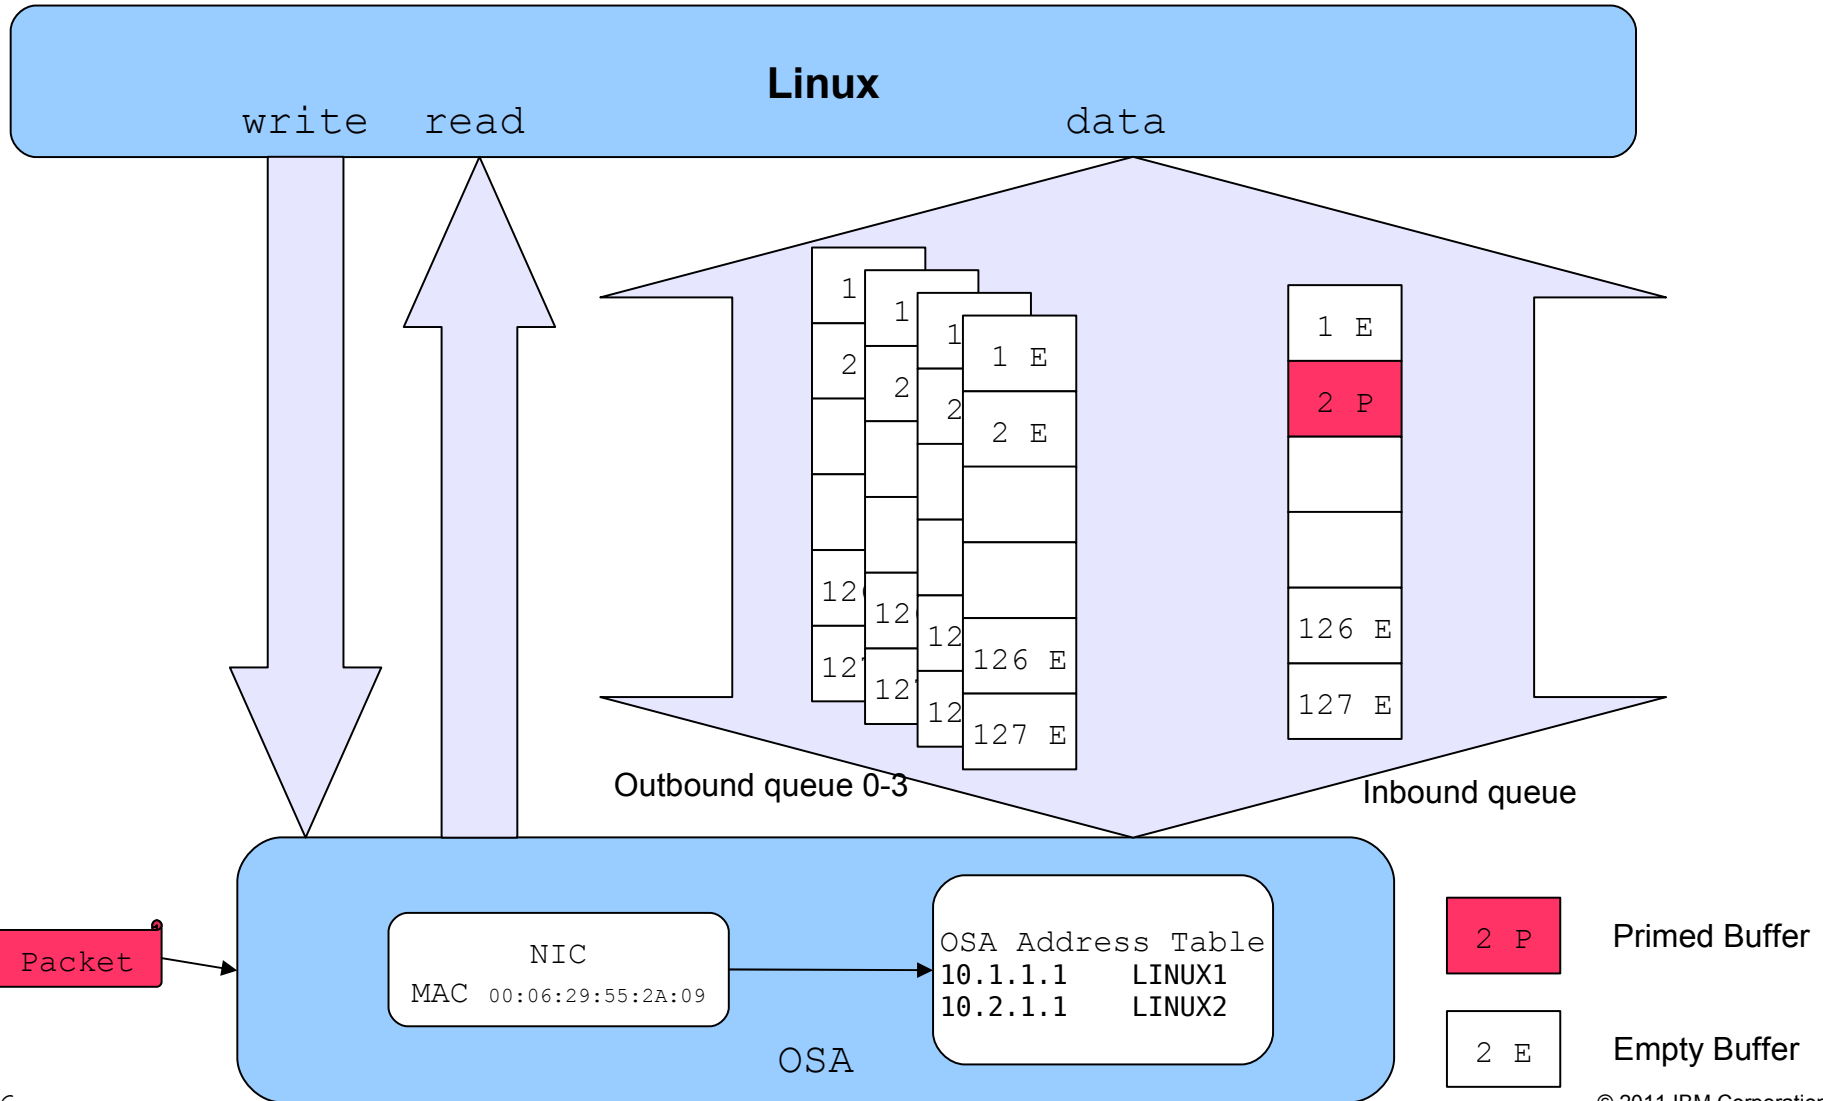 Linux
write read data
1
2
12
12
1
2
12
12
1
2
12
12
1 E
2 E
126 E
127 E
1 E
2 P
126 E
127 E
Outbound queue 0-3
Inbound queue
Packet
NIC
MAC 00:06:29:55:2A:09
OSA Address Table
10.1.1.1 LINUX1
10.2.1.1 LINUX2
OSA
2 P Primed Buffer
2 E Empty Buffer
© 2011 IBM Corporation